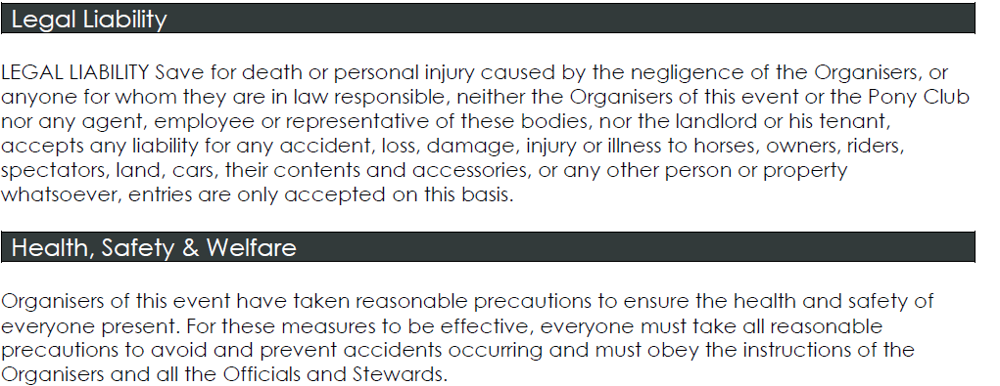 Legal Liability
LEGAL LIABILITY Save for death or personal injury caused by the negligence of the Organisers, or
anyone for whom they are in law responsible, neither the Organisers of this event or the Pony Club
nor any agent, employee or representative of these bodies, nor the landlord or his tenant,
accepts any liability for any accident, loss, damage, injury or illness to horses, owners, riders,
spectators, land, cars, their contents and accessories, or any other person or property
whatsoever, entries are only accepted on this basis.
Health, Safety & Welfare
Organisers of this event have taken reasonable precautions to ensure the health and safety of
everyone present. For these measures to be effective, everyone must take all reasonable
precautions to avoid and prevent accidents occurring and must obey the instructions of the
Organisers and all the Officials and Stewards.